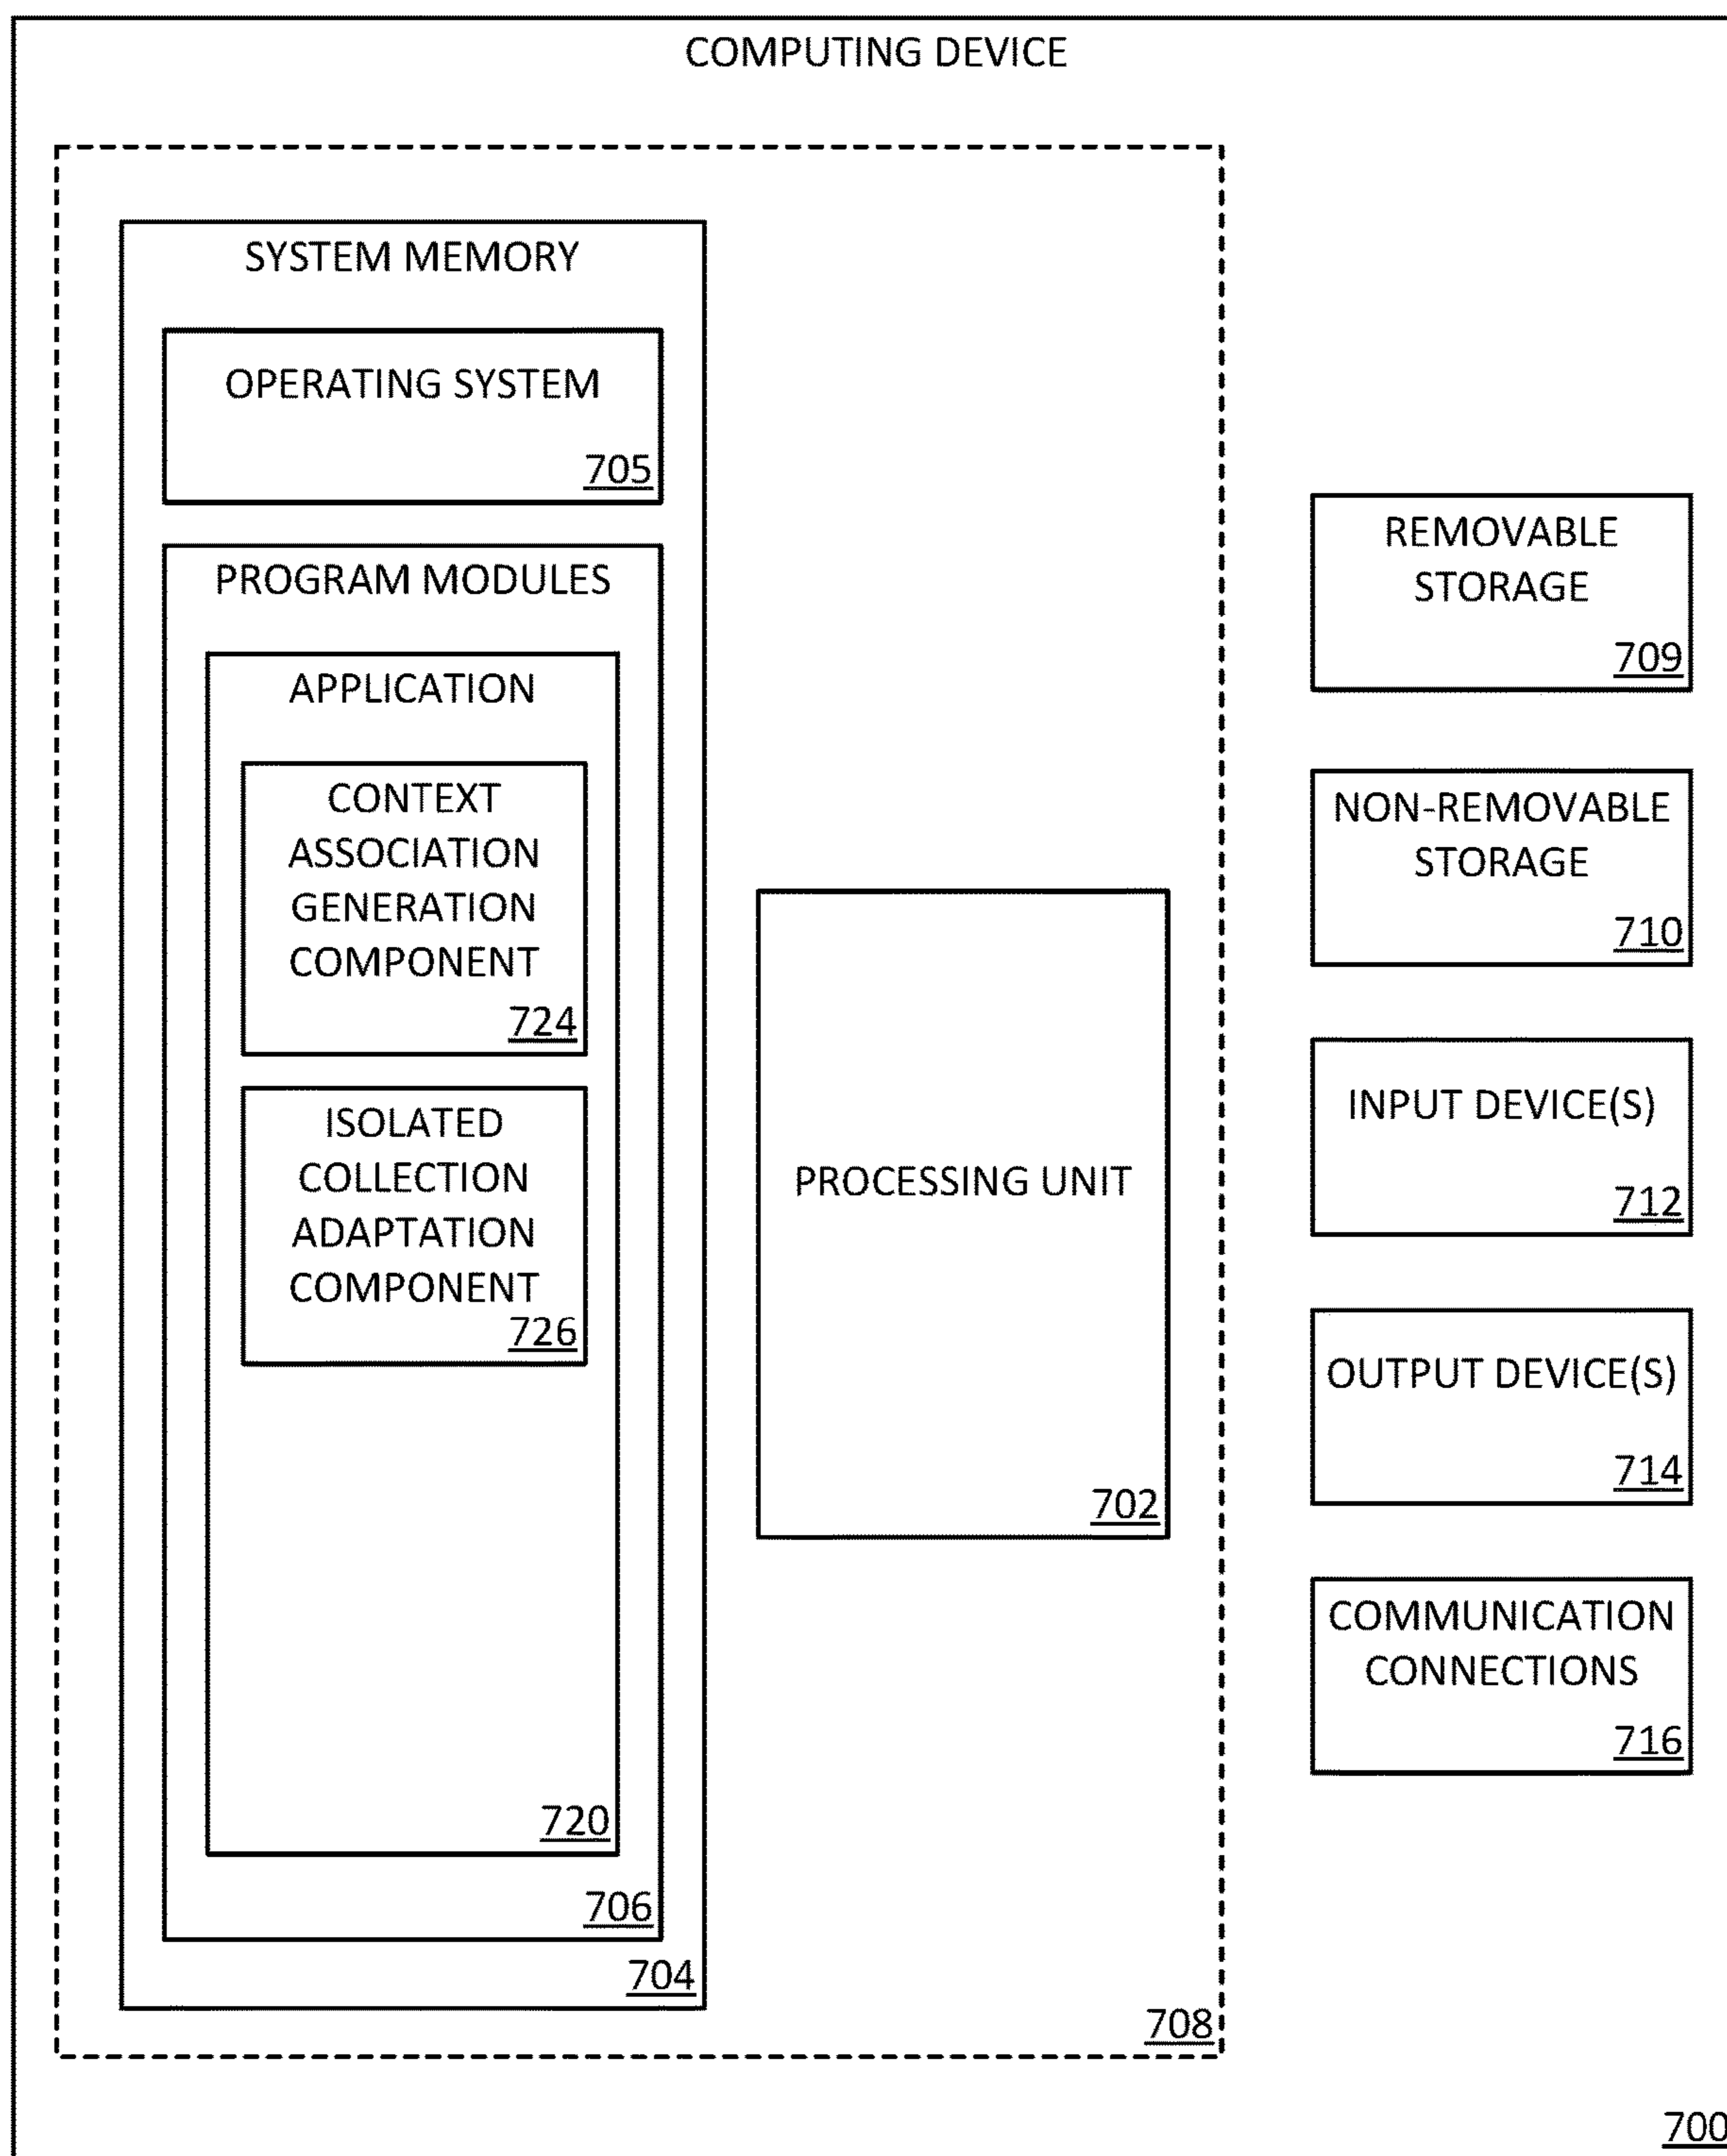 COMPUTING DEVICE
SYSTEM MEMORY
OPERATING SYSTEM
705
PROGRAM MODULES
APPLICATION
CONTEXT
ASSOCIATION
GENERATION
COMPONENT
724
ISOLATED
COLLECTION
ADAPTATION
COMPONENT
726
720
706
704
PROCESSING UNIT
702
708
REMOVABLE
STORAGE
709
NON-REMOVABLE
STORAGE
710
INPUT DEVICE(S)
712
OUTPUT DEVICE(S)
714
COMMUNICATION
CONNECTIONS
716
700